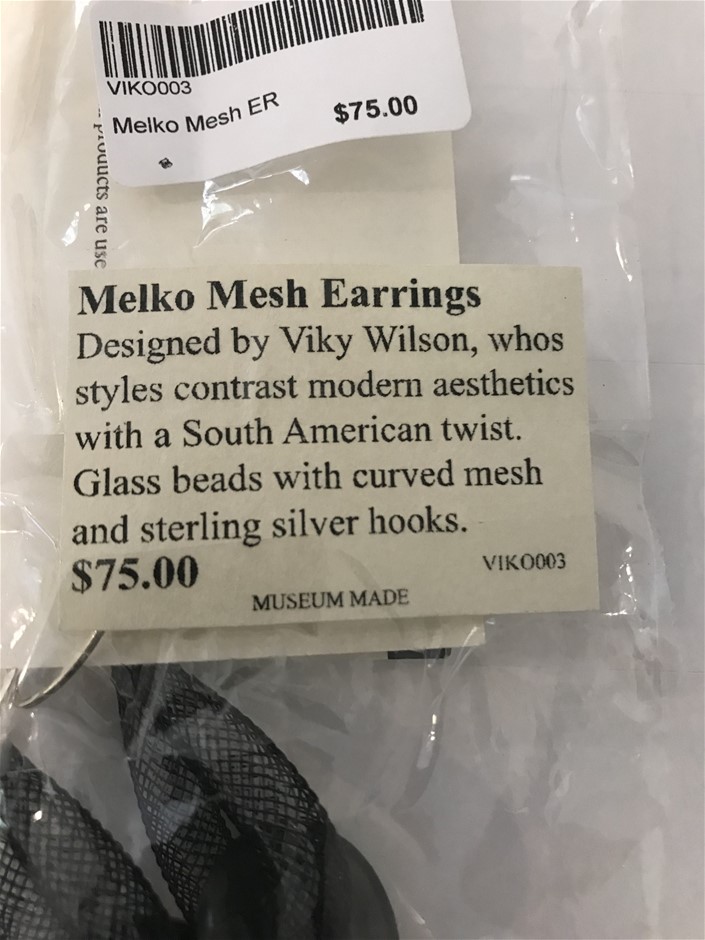 VIKO003
Melko Mesh ER
$75.00
products are use
Melko Mesh Earrings
Designed by Viky Wilson, whos
styles contrast modern aesthetics
with a South American twist.
Glass beads with curved mesh
and sterling silver hooks.
$75.00
VIKO003
MUSEUM MADE